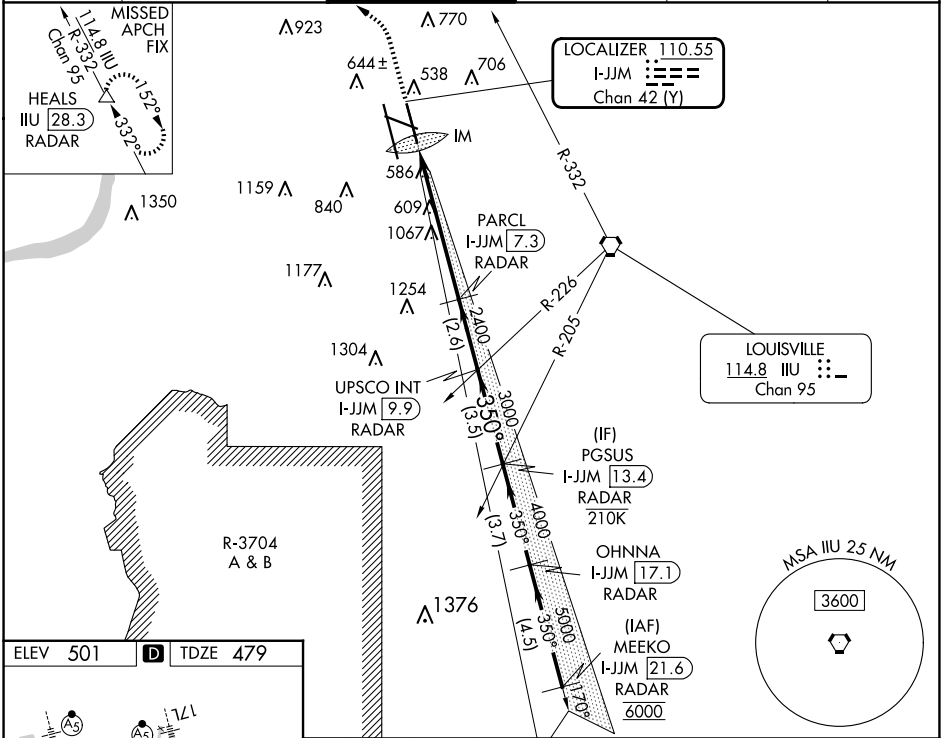 MISSED
APCH
FIX
114.8 IIU
R-332
Chan 95
HEALS
IIU 28.3
RADAR
152°
332°
923
770
644±
538
706
LOCALIZER 110.55
I-JJM
Chan 42 (Y)
IM
R-332
586
1159
840
609
1067
1350
PARCL
I-JJM 7.3
RADAR
1177
1254
R-226
R-205
2400
(2.6)
1304
LOUISVILLE
114.8 IIU
Chan 95
UPSCO INT
I-JJM 9.9
RADAR
350°
3000
(3.5)
(IF)
PGSUS
I-JJM 13.4
RADAR
210K
R-3704
A & B
350°
4000
(3.7)
OHNNA
I-JJM 17.1
RADAR
MSA IIU 25 NM
3600
1376
350°
5000
(4.5)
(IAF)
MEEKO
I-JJM 21.6
RADAR
6000
170°
ELEV 501
D
TDZE 479
A5
A5
17L